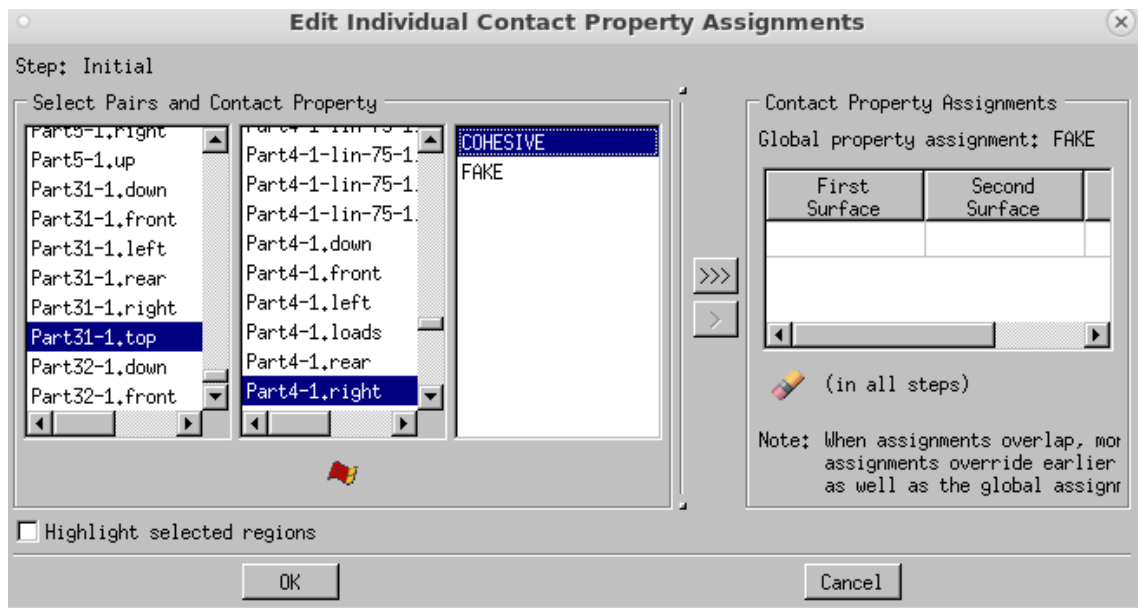 Edit Individual Contact Property Assignments
Step: Initial
Select Pairs and Contact Property
Part5-1.right
Part5-1.up
Part31-1.down
Part31-1.front
Part31-1.left
Part31-1.rear
Part31-1.right
Part31-1.top
Part32-1.down
Part32-1.front
Part4-1-lin-75-1.
Part4-1-lin-75-1.
Part4-1-lin-75-1.
Part4-1.down
Part4-1.front
Part4-1.left
Part4-1.loads
Part4-1.rear
Part4-1.right
COHESIVE
FAKE
>>>
>
Contact Property Assignments
Global property assignment: FAKE
First
Surface
Second
Surface
(in all steps)
Note: When assignments overlap, mor
assignments override earlier
as well as the global assignm
Highlight selected regions
OK
Cancel